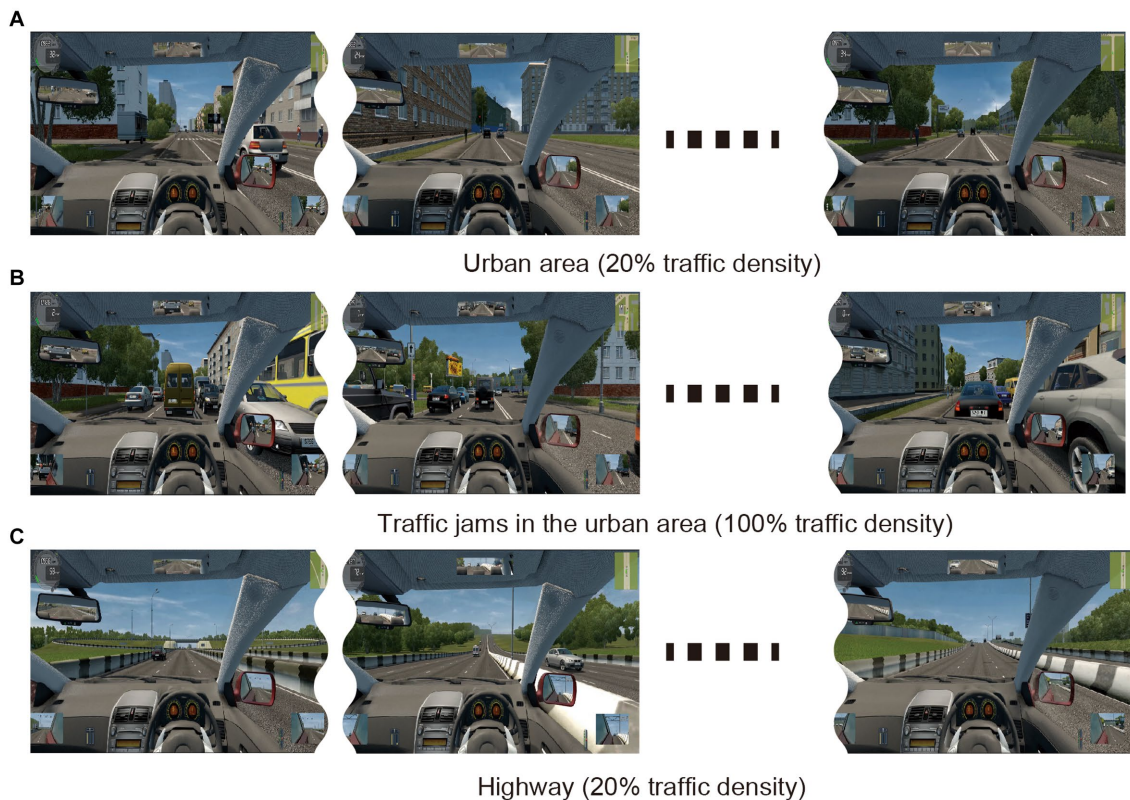 A
Urban area (20% traffic density)
B
Traffic jams in the urban area (100% traffic density)
C
Highway (20% traffic density)